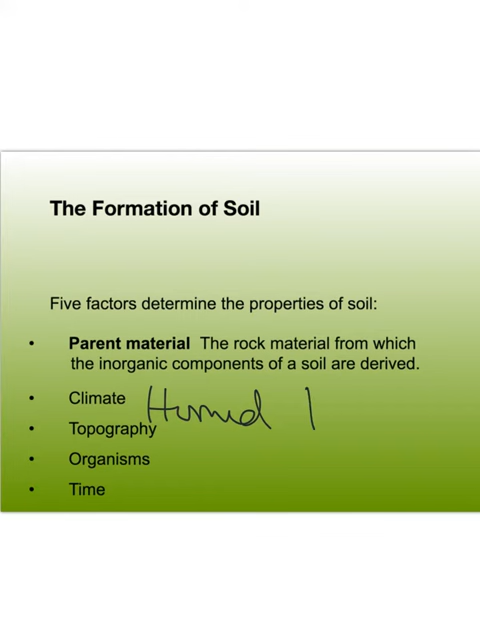 The Formation of Soil
Five factors determine the properties of soil:
• Parent material The rock material from which
the inorganic components of a soil are derived.
• Climate Humid |
• Topography
• Organisms
• Time